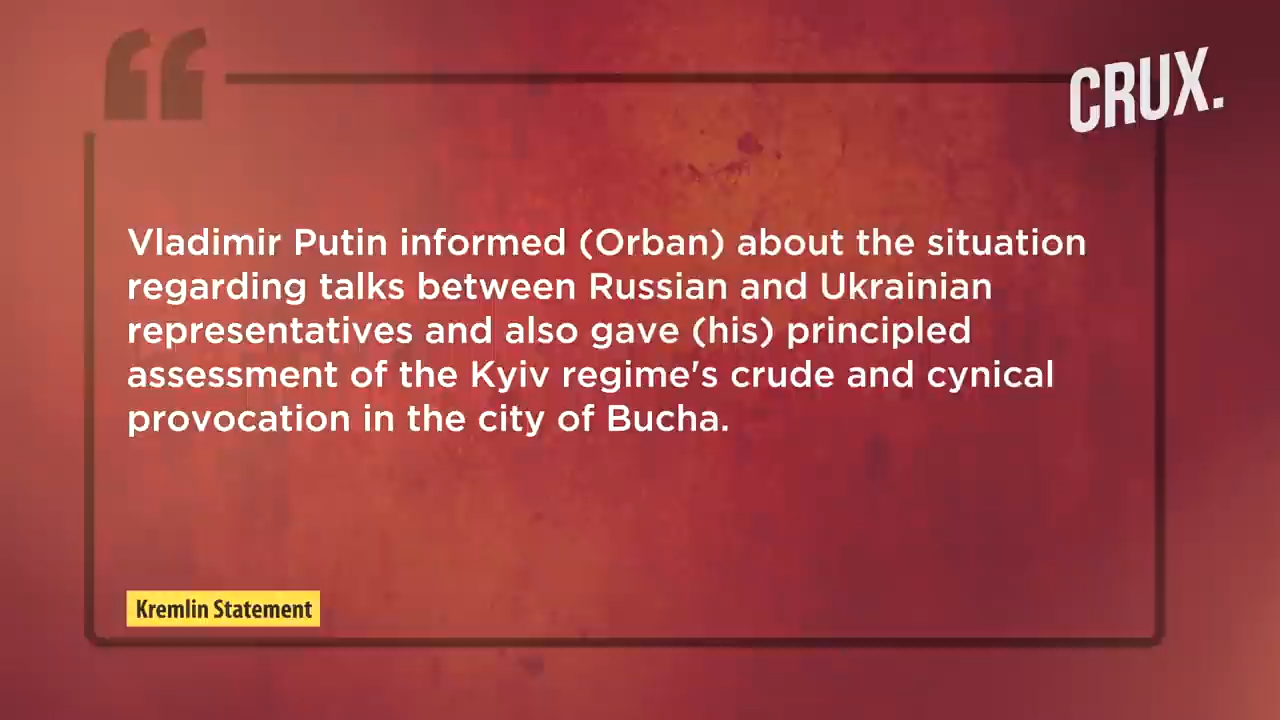 CRUX.
Vladimir Putin informed (Orban) about the situation
regarding talks between Russian and Ukrainian
representatives and also gave (his) principled
assessment of the Kyiv regime's crude and cynical
provocation in the city of Bucha.
Kremlin Statement